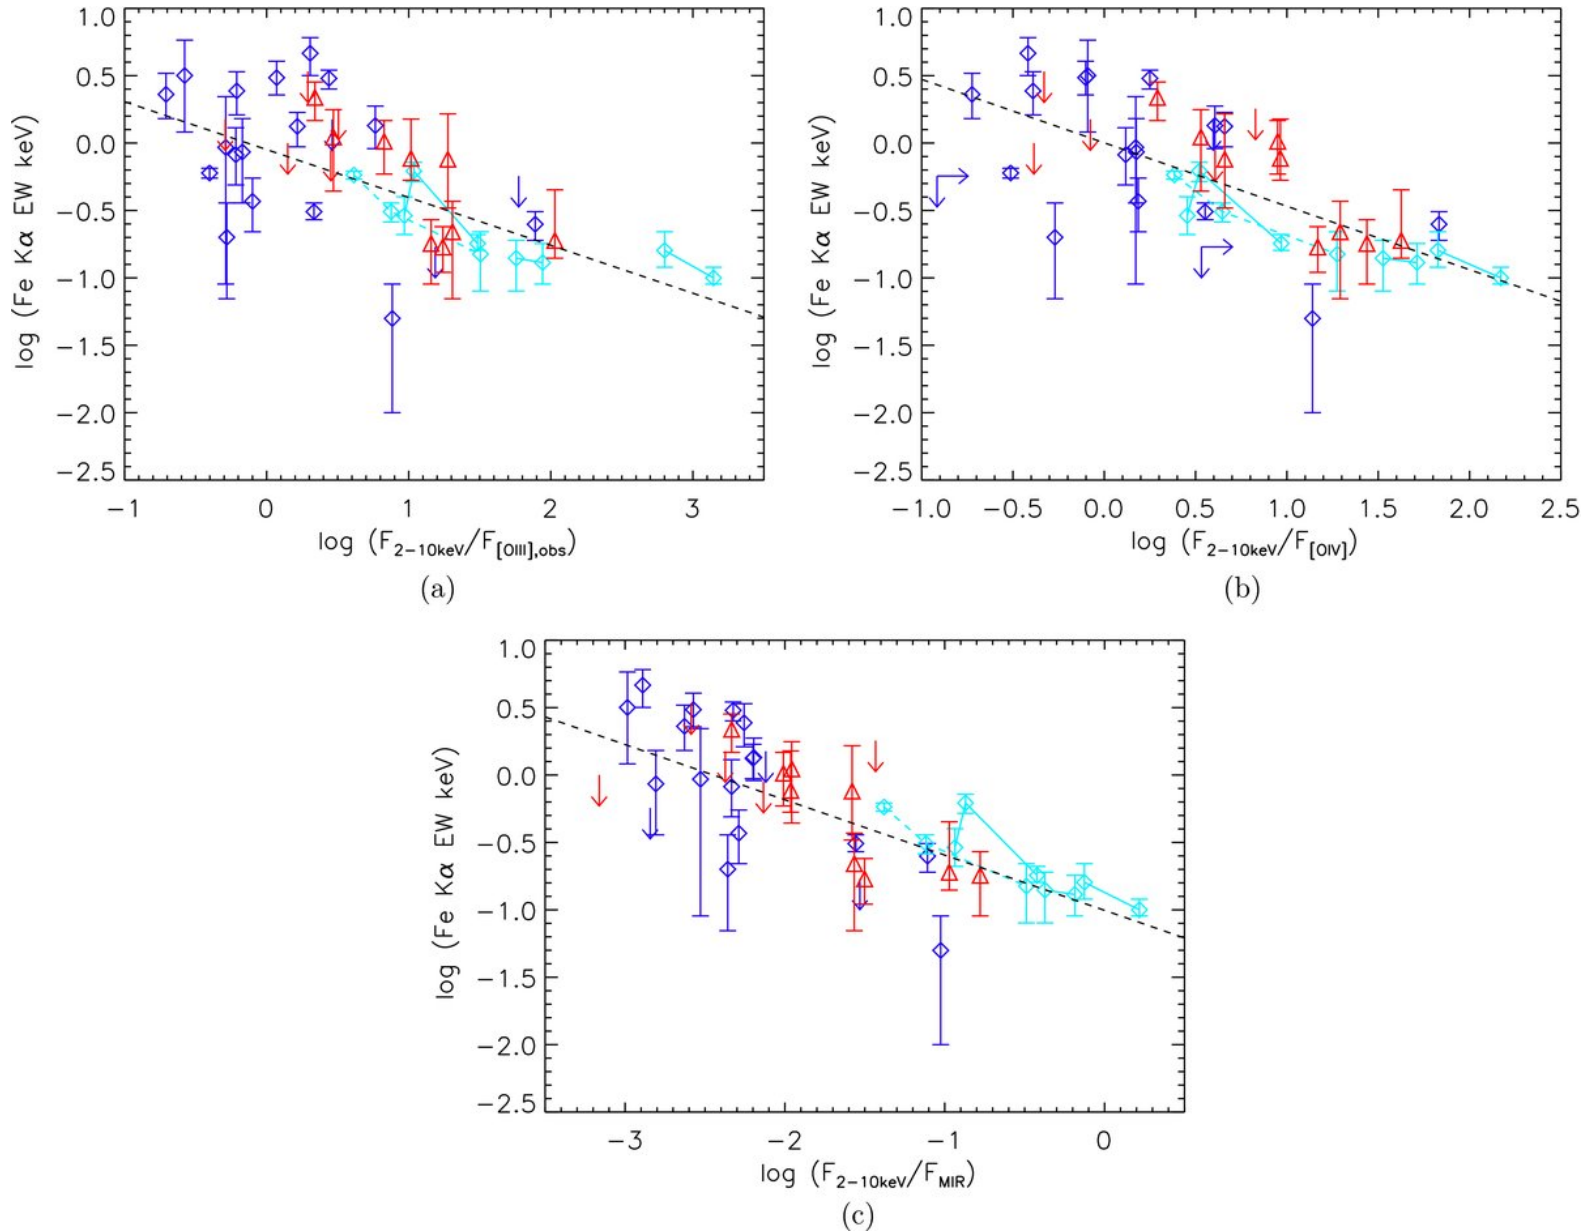 1.0
0.5
0.0
−0.5
−1.0
−1.5
−2.0
−2.5
log (Fe Kα EW keV)
−1 0 1 2 3
log (F2−10keV/F[OIII],obs)
(a)
1.0
0.5
0.0
−0.5
−1.0
−1.5
−2.0
−2.5
log (Fe Kα EW keV)
−1.0 −0.5 0.0 0.5 1.0 1.5 2.0 2.5
log (F2−10keV/F[OIV])
(b)
1.0
0.5
0.0
−0.5
−1.0
−1.5
−2.0
−2.5
log (Fe Kα EW keV)
−3 −2 −1 0
log (F2−10keV/FMIR)
(c)